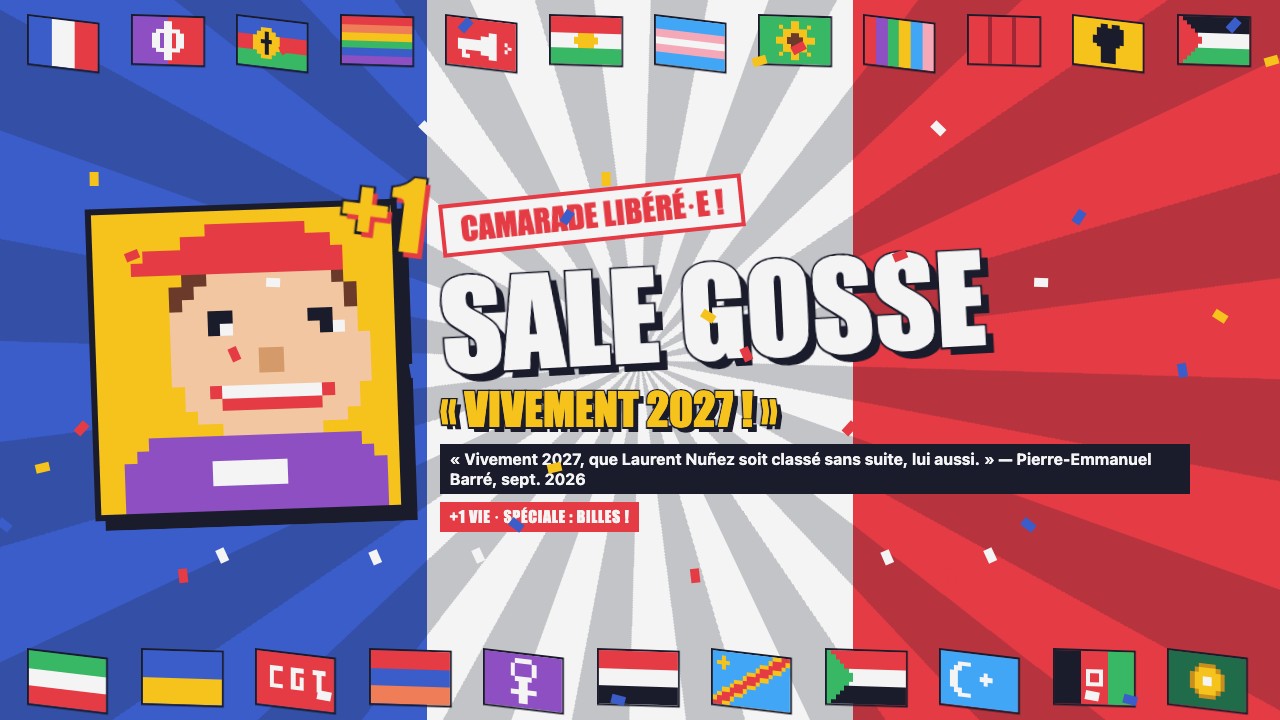 +1
CAMARADE LIBÉRÉ·E !
SALE GOSSE
« VIVEMENT 2027 ! »
« Vivement 2027, que Laurent Nuñez soit classé sans suite, lui aussi. » — Pierre-Emmanuel
Barré, sept. 2026
+1 VIE · SPÉCIALE : BILLES !
CGT